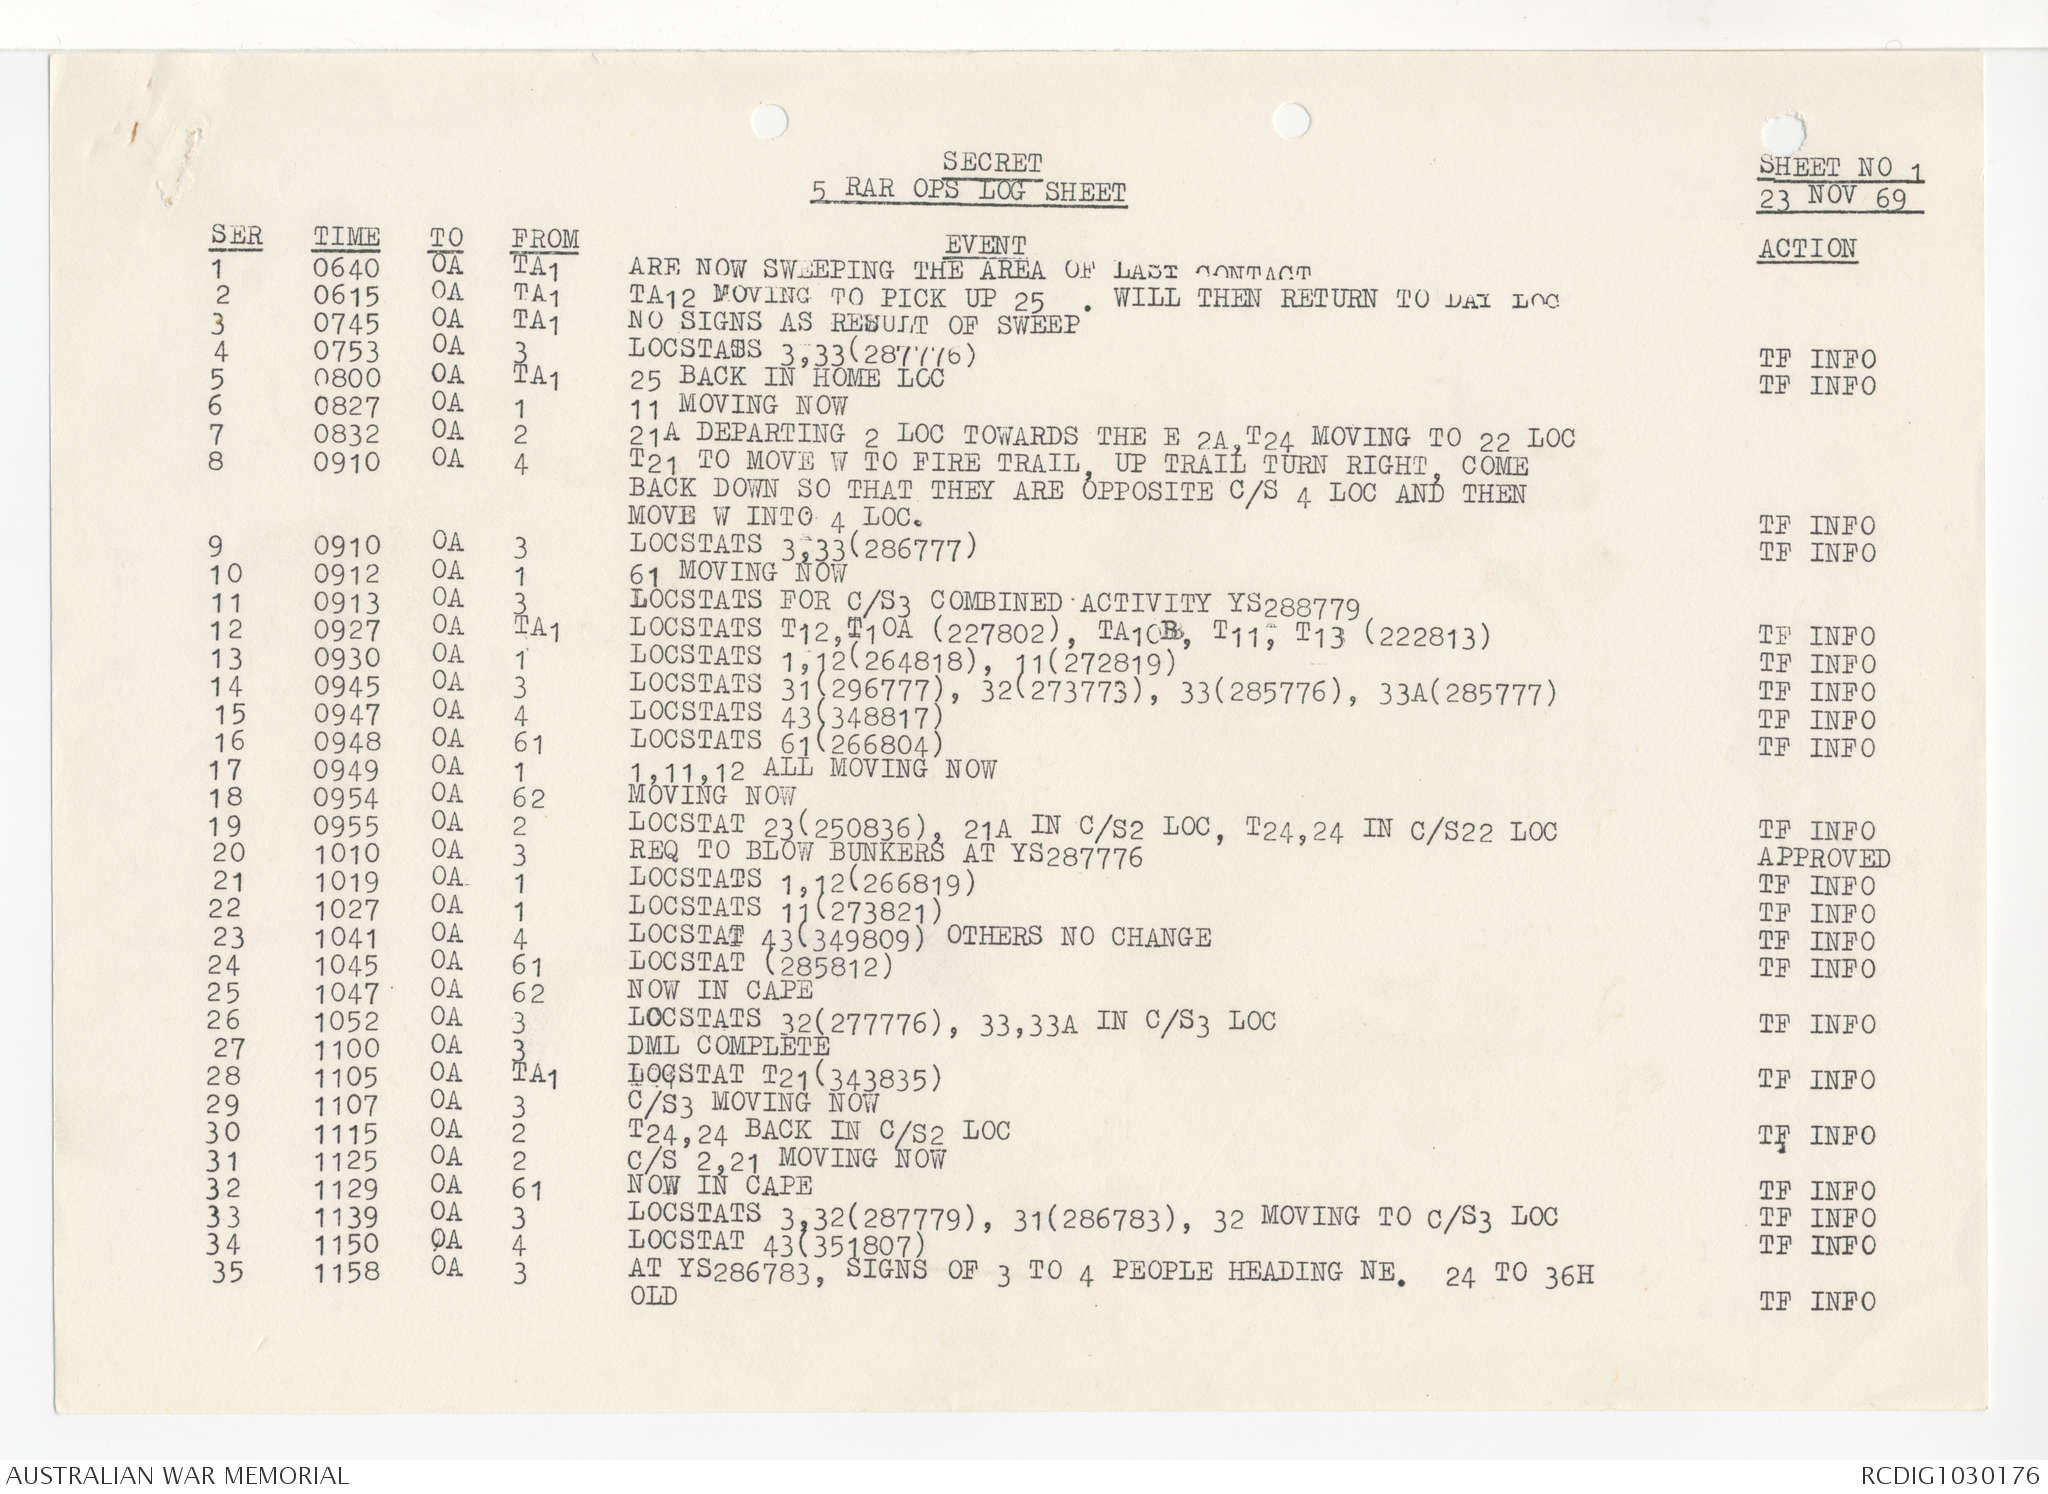 SECRET
5 RAR OPS LOG SHEET
SHEET NO 1
23 NOV 69
SER TIME TO FROM EVENT ACTION
1 0640 OA TA1 ARE NOW SWEEPING THE AREA OF LAST CONTACT
2 0615 OA TA1 TA12 MOVING TO PICK UP 25 . WILL THEN RETURN TO DAY LOC
3 0745 OA TA1 NO SIGNS AS RESULT OF SWEEP
4 0753 OA 3 LOCSTATS 3,33(287776) TF INFO
5 0800 OA TA1 25 BACK IN HOME LOC TF INFO
6 0827 OA 1 11 MOVING NOW
7 0832 OA 2 21A DEPARTING 2 LOC TOWARDS THE E 2A,T24 MOVING TO 22 LOC
8 0910 OA 4 T21 TO MOVE W TO FIRE TRAIL, UP TRAIL TURN RIGHT, COME
BACK DOWN SO THAT THEY ARE OPPOSITE C/S 4 LOC AND THEN
MOVE W INTO 4 LOC. TF INFO
9 0910 OA 3 LOCSTATS 3,33(286777) TF INFO
10 0912 OA 1 61 MOVING NOW
11 0913 OA 3 LOCSTATS FOR C/S3 COMBINED ACTIVITY YS288779
12 0927 OA TA1 LOCSTATS T12,T10A (227802), TA10B, T11, T13 (222813) TF INFO
13 0930 OA 1 LOCSTATS 1,12(264818), 11(272819) TF INFO
14 0945 OA 3 LOCSTATS 31(296777), 32(273773), 33(285776), 33A(285777) TF INFO
15 0947 OA 4 LOCSTATS 43(348817) TF INFO
16 0948 OA 61 LOCSTATS 61(266804) TF INFO
17 0949 OA 1 1,11,12 ALL MOVING NOW
18 0954 OA 62 MOVING NOW
19 0955 OA 2 LOCSTAT 23(250836), 21A IN C/S2 LOC, T24,24 IN C/S22 LOC TF INFO
20 1010 OA 3 REQ TO BLOW BUNKERS AT YS287776 APPROVED
21 1019 OA 1 LOCSTATS 1,12(266819) TF INFO
22 1027 OA 1 LOCSTATS 11(273821) TF INFO
23 1041 OA 4 LOCSTAT 43(349809) OTHERS NO CHANGE TF INFO
24 1045 OA 61 LOCSTAT (285812) TF INFO
25 1047 OA 62 NOW IN CAPE
26 1052 OA 3 LOCSTATS 32(277776), 33,33A IN C/S3 LOC TF INFO
27 1100 OA 3 DML COMPLETE
28 1105 OA TA1 LOCSTAT T21(343835) TF INFO
29 1107 OA 3 C/S3 MOVING NOW
30 1115 OA 2 T24,24 BACK IN C/S2 LOC TF INFO
31 1125 OA 2 C/S 2,21 MOVING NOW
32 1129 OA 61 NOW IN CAPE TF INFO
33 1139 OA 3 LOCSTATS 3,32(287779), 31(286783), 32 MOVING TO C/S3 LOC TF INFO
34 1150 OA 4 LOCSTAT 43(351807) TF INFO
35 1158 OA 3 AT YS286783, SIGNS OF 3 TO 4 PEOPLE HEADING NE. 24 TO 36H
OLD TF INFO
AUSTRALIAN WAR MEMORIAL RCDIG1030176